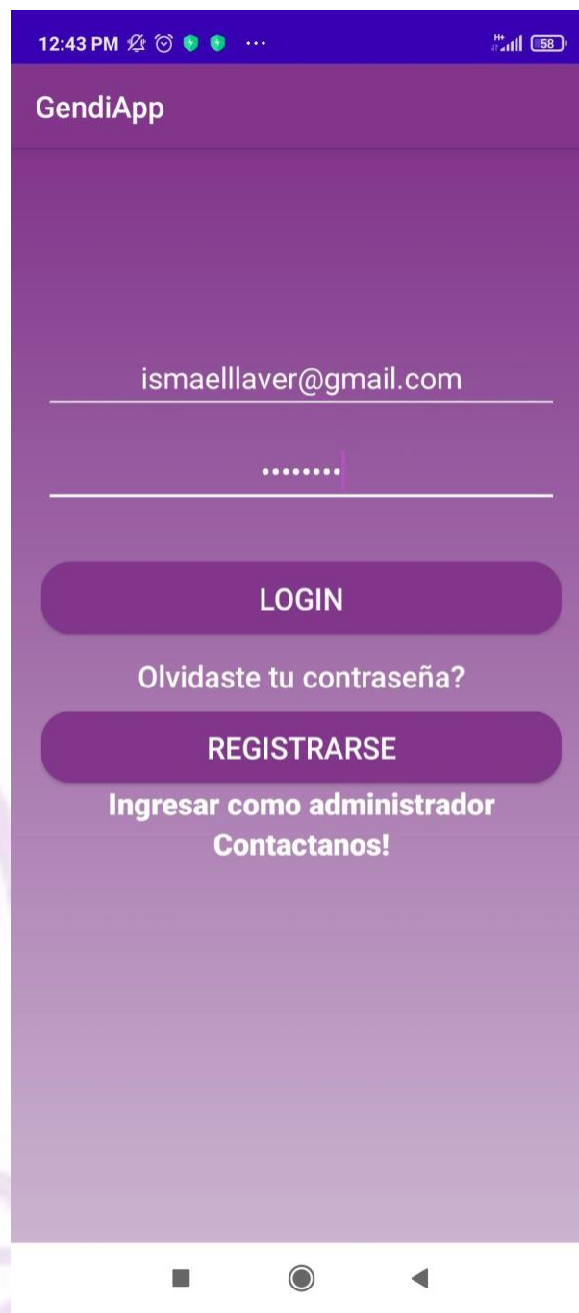 12:43 PM ... H+ 58
GendiApp
ismaelllaver@gmail.com
••••••••
LOGIN
Olvidaste tu contraseña?
REGISTRARSE
Ingresar como administrador
Contactanos!